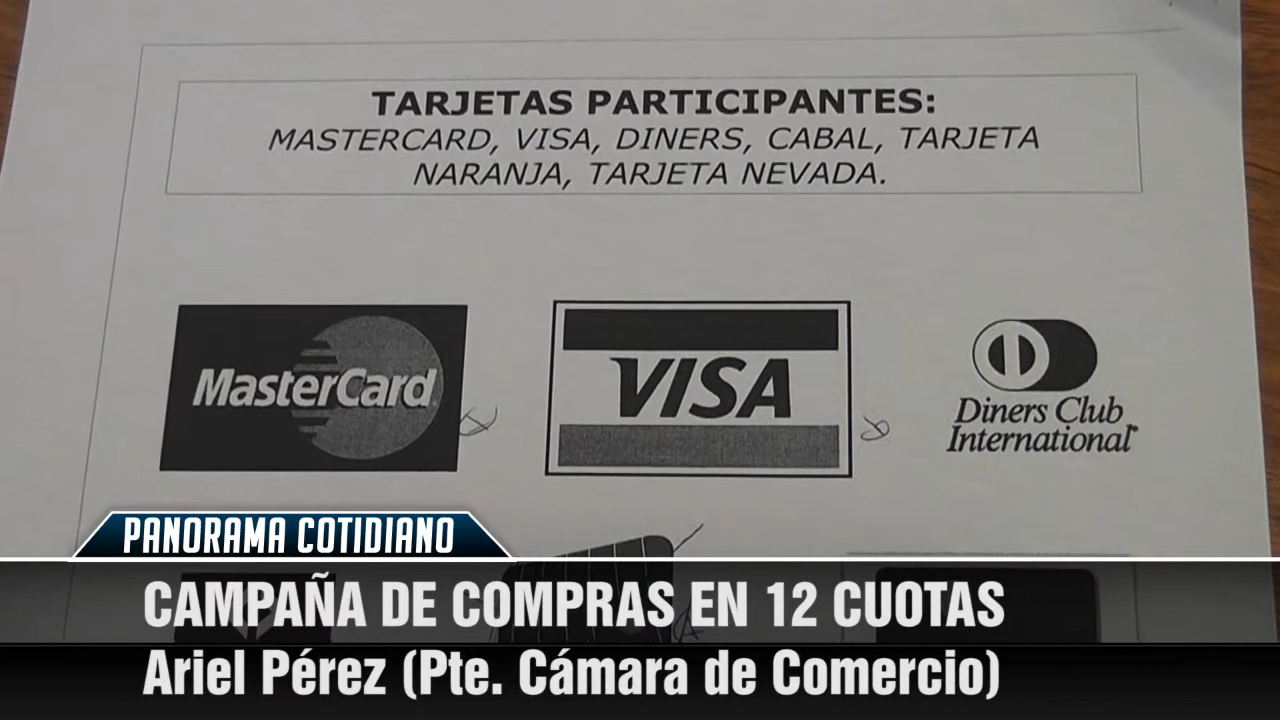 TARJETAS PARTICIPANTES:
MASTERCARD, VISA, DINERS, CABAL, TARJETA
NARANJA, TARJETA NEVADA.
MasterCard
VISA
Diners Club
International
PANORAMA COTIDIANO
CAMPAÑA DE COMPRAS EN 12 CUOTAS
Ariel Pérez (Pte. Cámara de Comercio)